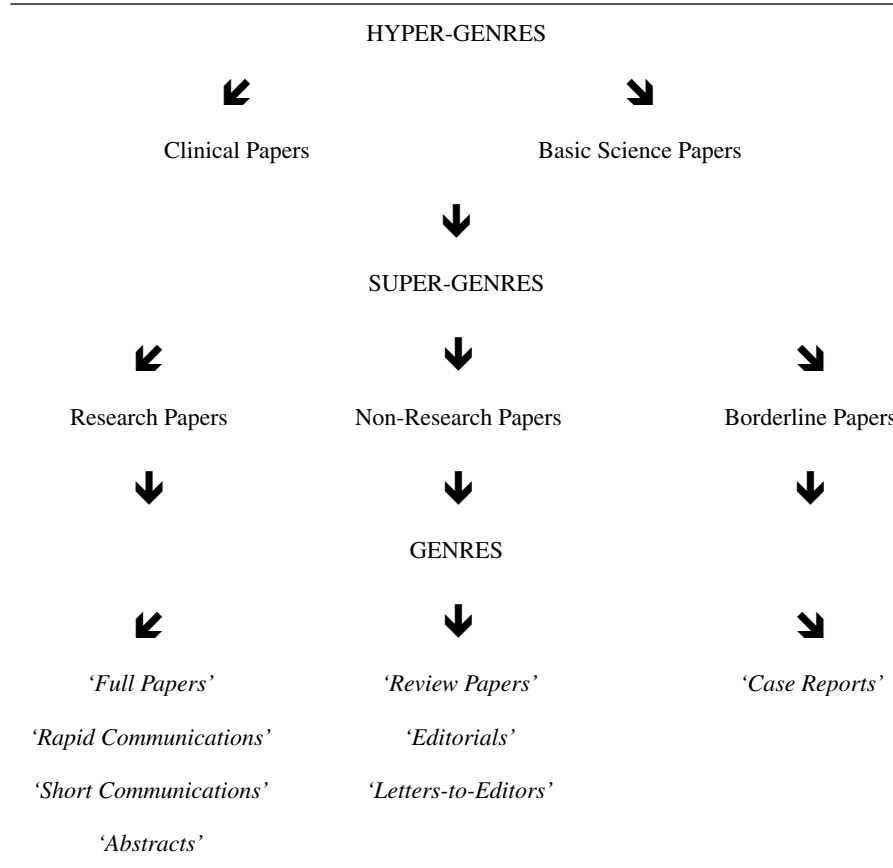 HYPER-GENRES
Clinical Papers Basic Science Papers
SUPER-GENRES
Research Papers Non-Research Papers Borderline Papers
GENRES
‘Full Papers’ ‘Review Papers’ ‘Case Reports’
‘Rapid Communications’ ‘Editorials’
‘Short Communications’ ‘Letters-to-Editors’
‘Abstracts’